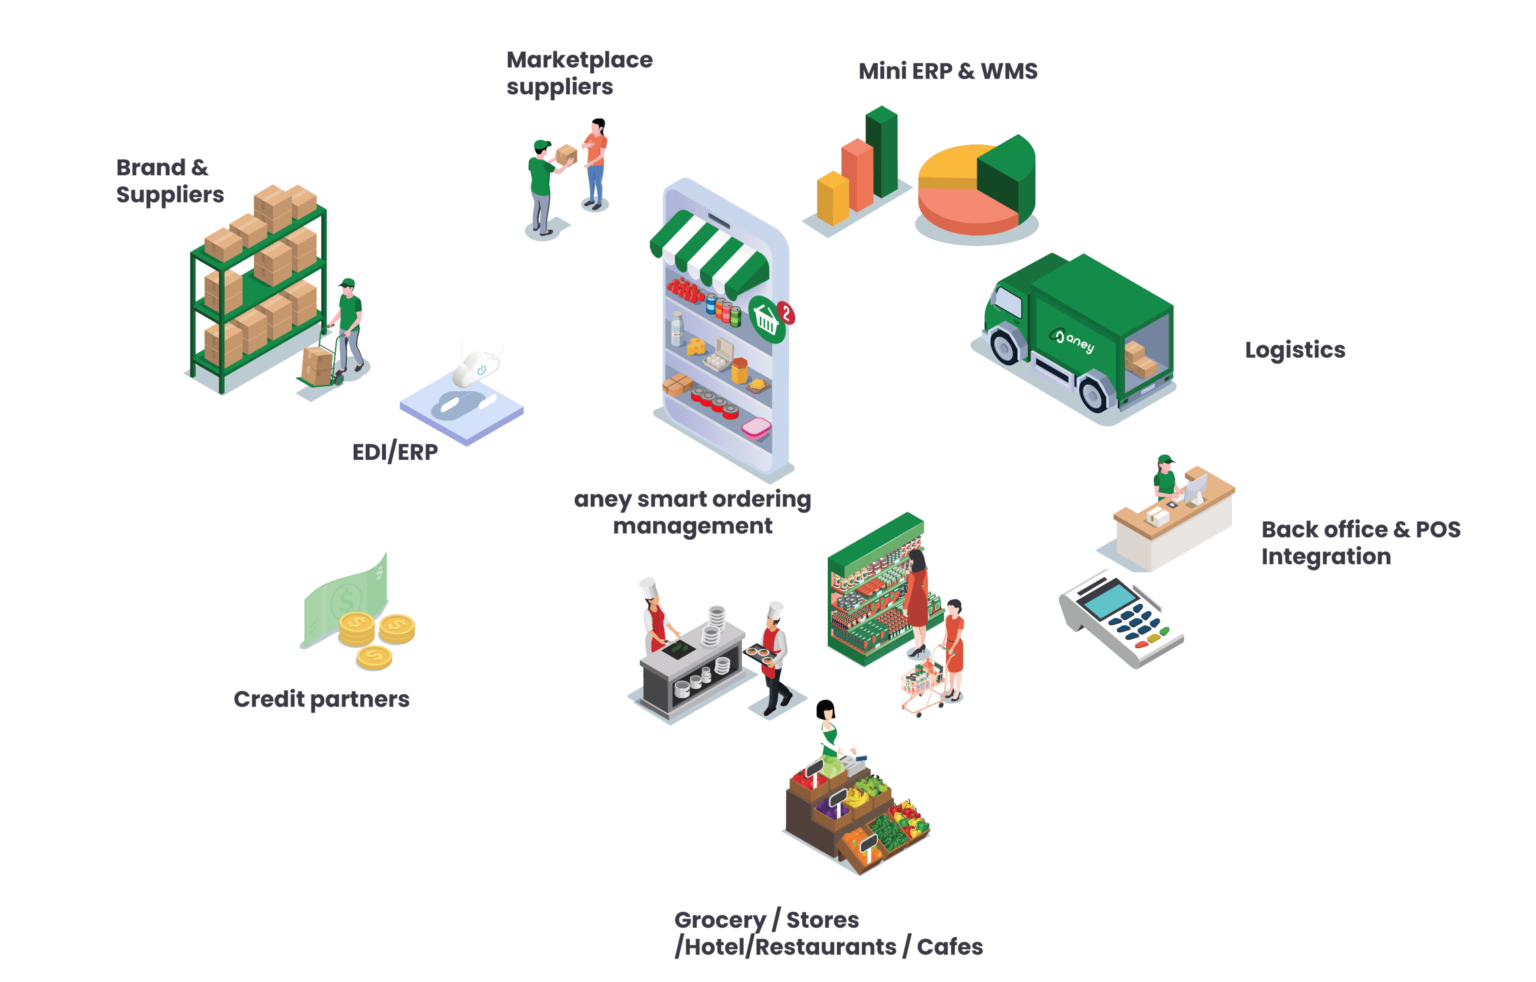 Marketplace
suppliers
Mini ERP & WMS
Brand &
Suppliers
2
aney
Logistics
EDI/ERP
aney smart ordering
management
Back office & POS
Integration
Credit partners
Grocery / Stores
/Hotel/Restaurants / Cafes